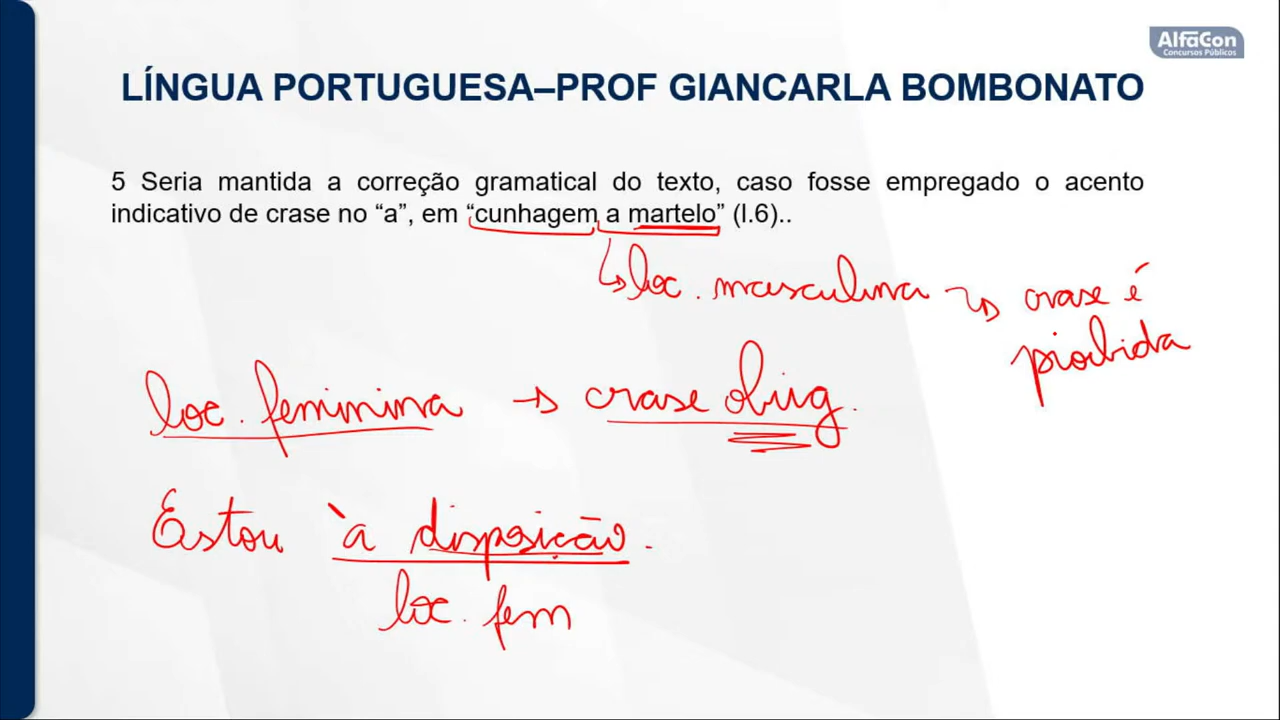 AlfaCon
Concursos Públicos
LÍNGUA PORTUGUESA–PROF GIANCARLA BOMBONATO
5 Seria mantida a correção gramatical do texto, caso fosse empregado o acento
indicativo de crase no “a”, em “cunhagem a martelo” (l.6)..
loc. masculina → crase é
proibida
loc. feminina → crase obrig.
Estou à disposição.
loc. fem